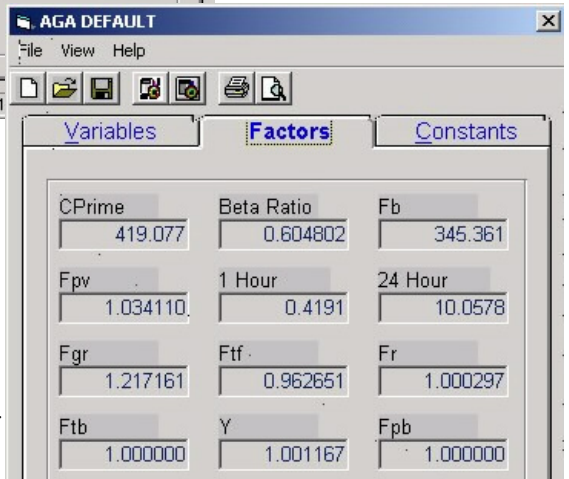 AGA DEFAULT
File View Help
Variables Factors Constants
CPrime Beta Ratio Fb
419.077 0.604802 345.361
Fpv 1 Hour 24 Hour
1.034110 0.4191 10.0578
Fgr Ftf Fr
1.217161 0.962651 1.000297
Ftb Y Fpb
1.000000 1.001167 1.000000